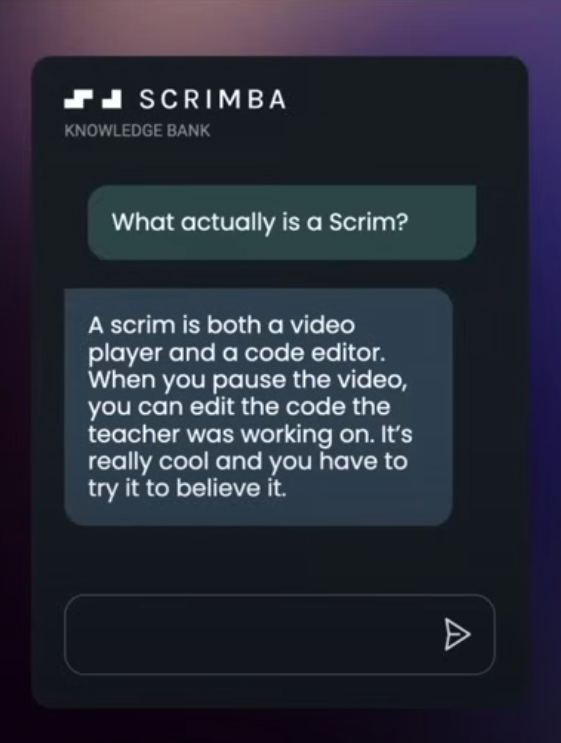 SCRIMBA
KNOWLEDGE BANK
What actually is a Scrim?
A scrim is both a video
player and a code editor.
When you pause the video,
you can edit the code the
teacher was working on. It’s
really cool and you have to
try it to believe it.